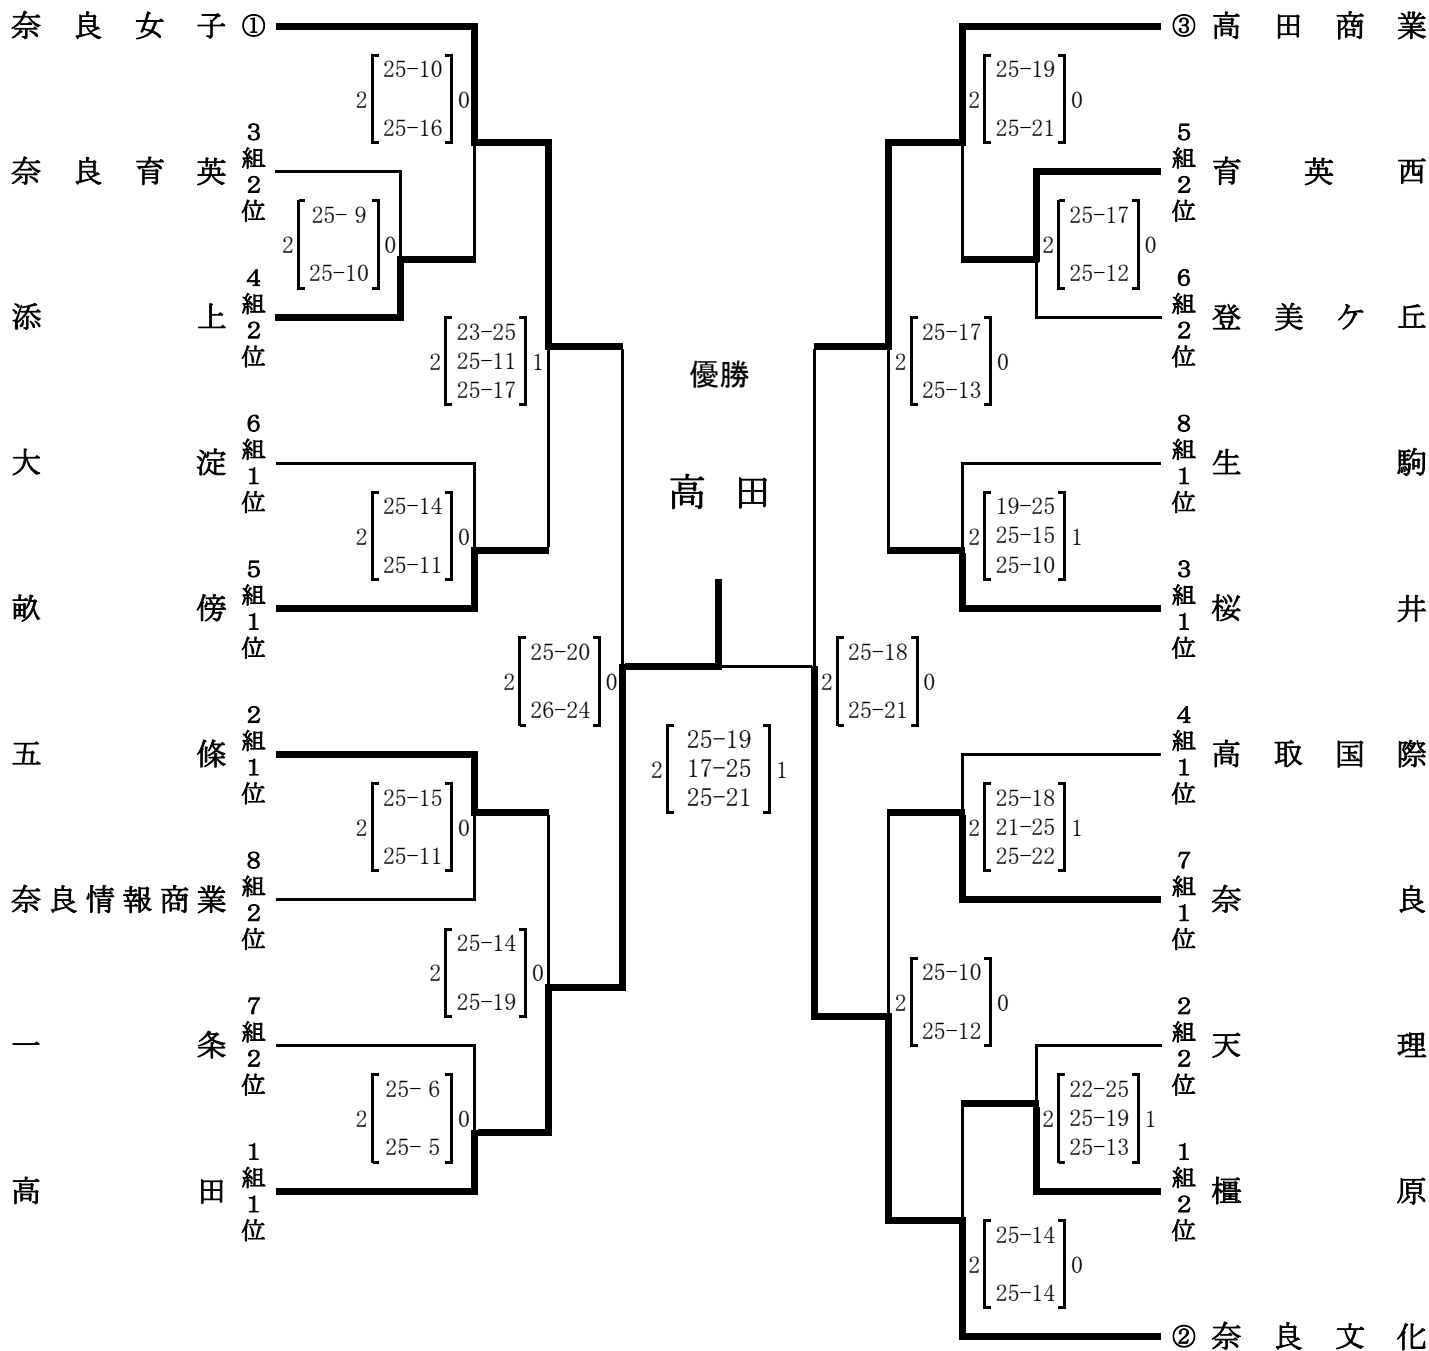 奈良女子 ①
2 25-10 0
25-16
奈良育英 3組2位
2 25- 9 0
25-10
添上 4組2位
23-25
2 25-11 1
25-17
大淀 6組1位
2 25-14 0
25-11
畝傍 5組1位
2 25-20 0
26-24
五條 2組1位
2 25-15 0
25-11
奈良情報商業 8組2位
2 25-14 0
25-19
一条 7組2位
2 25- 6 0
25- 5
高田 1組1位
優勝
高田
25-19
2 17-25 1
25-21
③ 高田商業
2 25-19 0
25-21
5組2位 育英西
2 25-17 0
25-12
6組2位 登美ケ丘
2 25-17 0
25-13
8組1位 生駒
19-25
2 25-15 1
25-10
3組1位 桜井
2 25-18 0
25-21
4組1位 高取国際
25-18
2 21-25 1
25-22
7組1位 奈良
2 25-10 0
25-12
2組2位 天理
22-25
2 25-19 1
25-13
1組2位 橿原
2 25-14 0
25-14
② 奈良文化